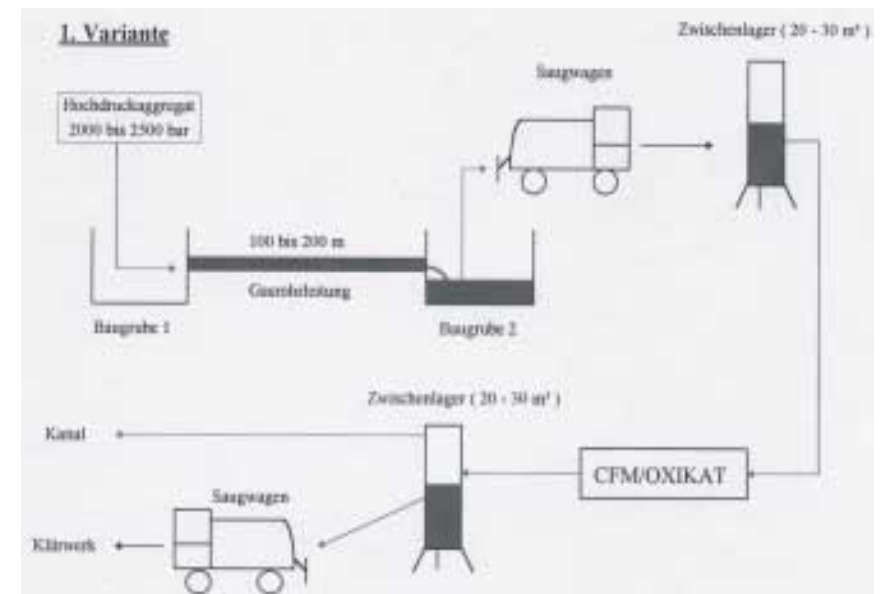 1. Variante
Zwischenlager ( 20 - 30 m³ )
Saugwagen
Hochdruckaggregat
2000 bis 2500 bar
100 bis 200 m
Gasrohrleitung
Baugrube 1
Baugrube 2
Zwischenlager ( 20 - 30 m³ )
Kanal
CFM/OXIKAT
Saugwagen
Klärwerk